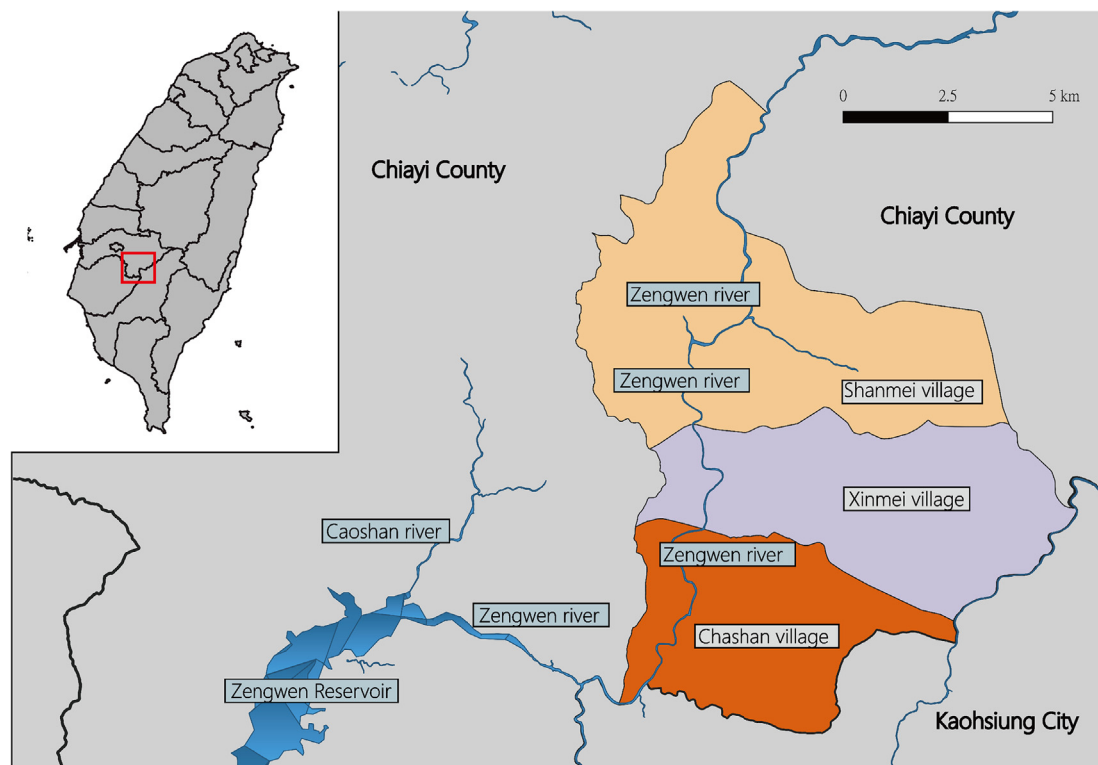 0 2.5 5 km
Chiayi County
Chiayi County
Zengwen river
Zengwen river
Shanmei village
Xinmei village
Caoshan river
Zengwen river
Zengwen river
Chashan village
Zengwen Reservoir
Kaohsiung City